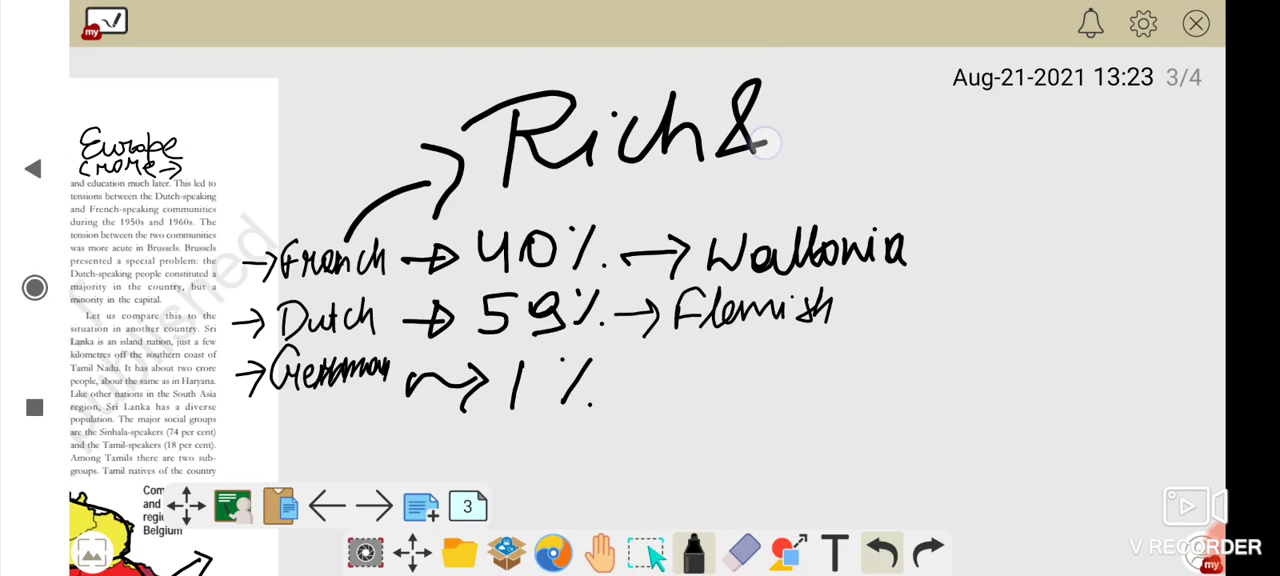 my
Aug-21-2021 13:23 3/4
Rich &
Europe
(more →)
and education much later. This led to
tensions between the Dutch-speaking
and French-speaking communities
during the 1950s and 1960s. The
tension between the two communities
was more acute in Brussels. Brussels
presented a special problem: the
Dutch-speaking people constituted a
majority in the country, but a
minority in the capital.
Let us compare this to the
situation in another country. Sri
Lanka is an island nation, just a few
kilometres off the southern coast of
Tamil Nadu. It has about two crore
people, about the same as in Haryana.
Like other nations in the South Asia
region, Sri Lanka has a diverse
population. The major social groups
are the Sinhala-speakers (74 per cent)
and the Tamil-speakers (18 per cent).
Among Tamils there are two sub-
groups. Tamil natives of the country
published
→ French → 40% → Wallonia
→ Dutch → 59% → Flemish
→ German → 1%
Com
and
regi
Belgium
3
T
V RECORDER
my